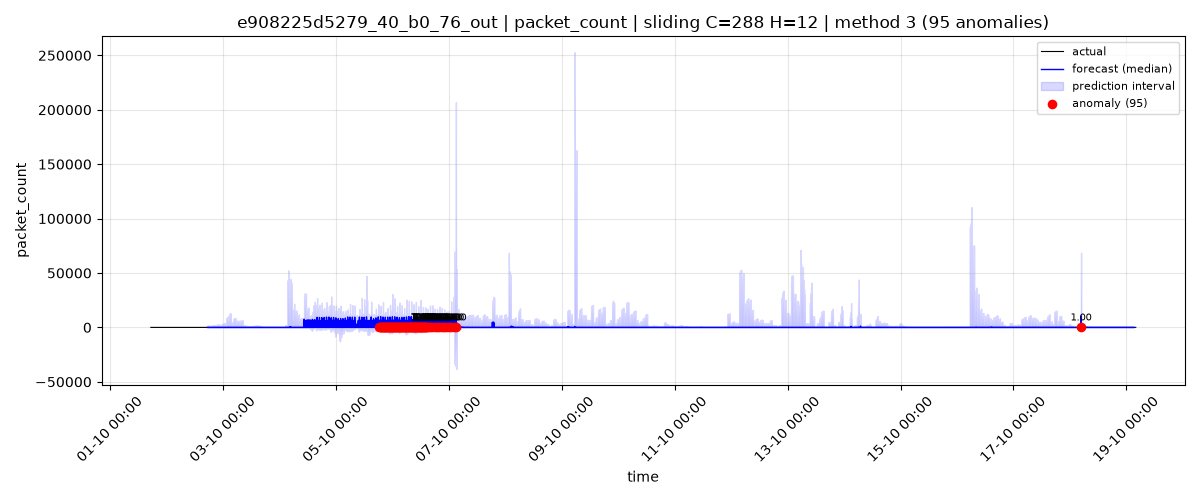 e908225d5279_40_b0_76_out | packet_count | sliding C=288 H=12 | method 3 (95 anomalies)
250000
200000
150000
100000
50000
0
−50000
packet_count
actual
forecast (median)
prediction interval
anomaly (95)
1.00
01-10 00:00
03-10 00:00
05-10 00:00
07-10 00:00
09-10 00:00
11-10 00:00
13-10 00:00
15-10 00:00
17-10 00:00
19-10 00:00
time